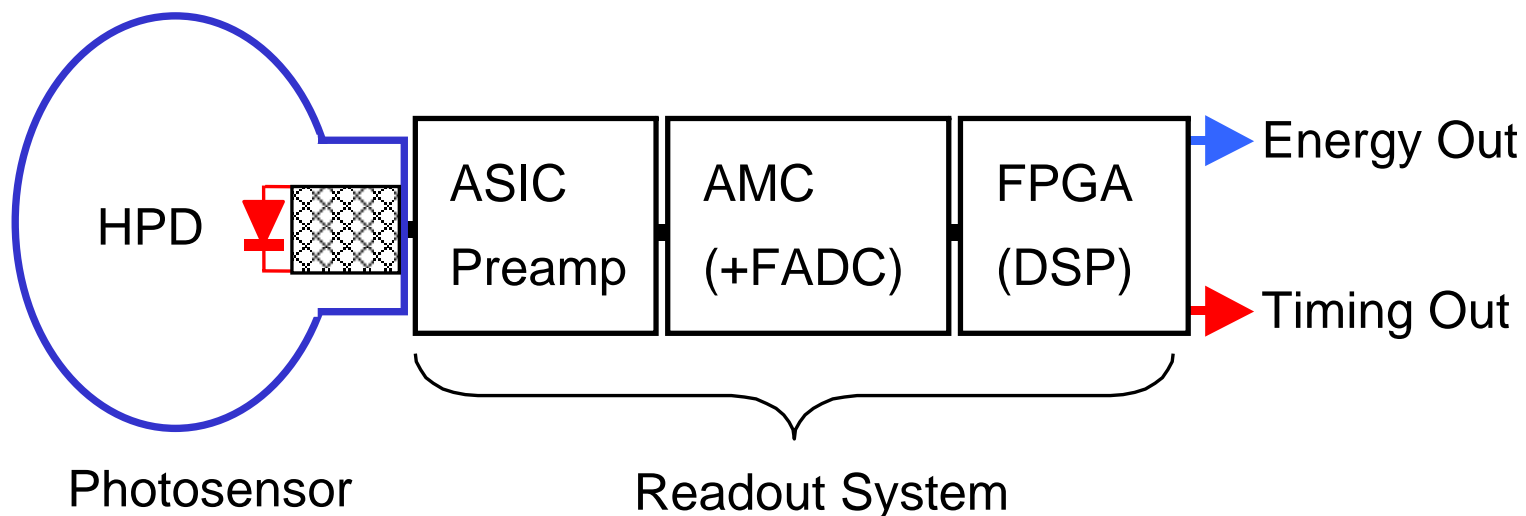 HPD
ASIC
Preamp
AMC
(+FADC)
FPGA
(DSP)
Energy Out
Timing Out
Photosensor
Readout System